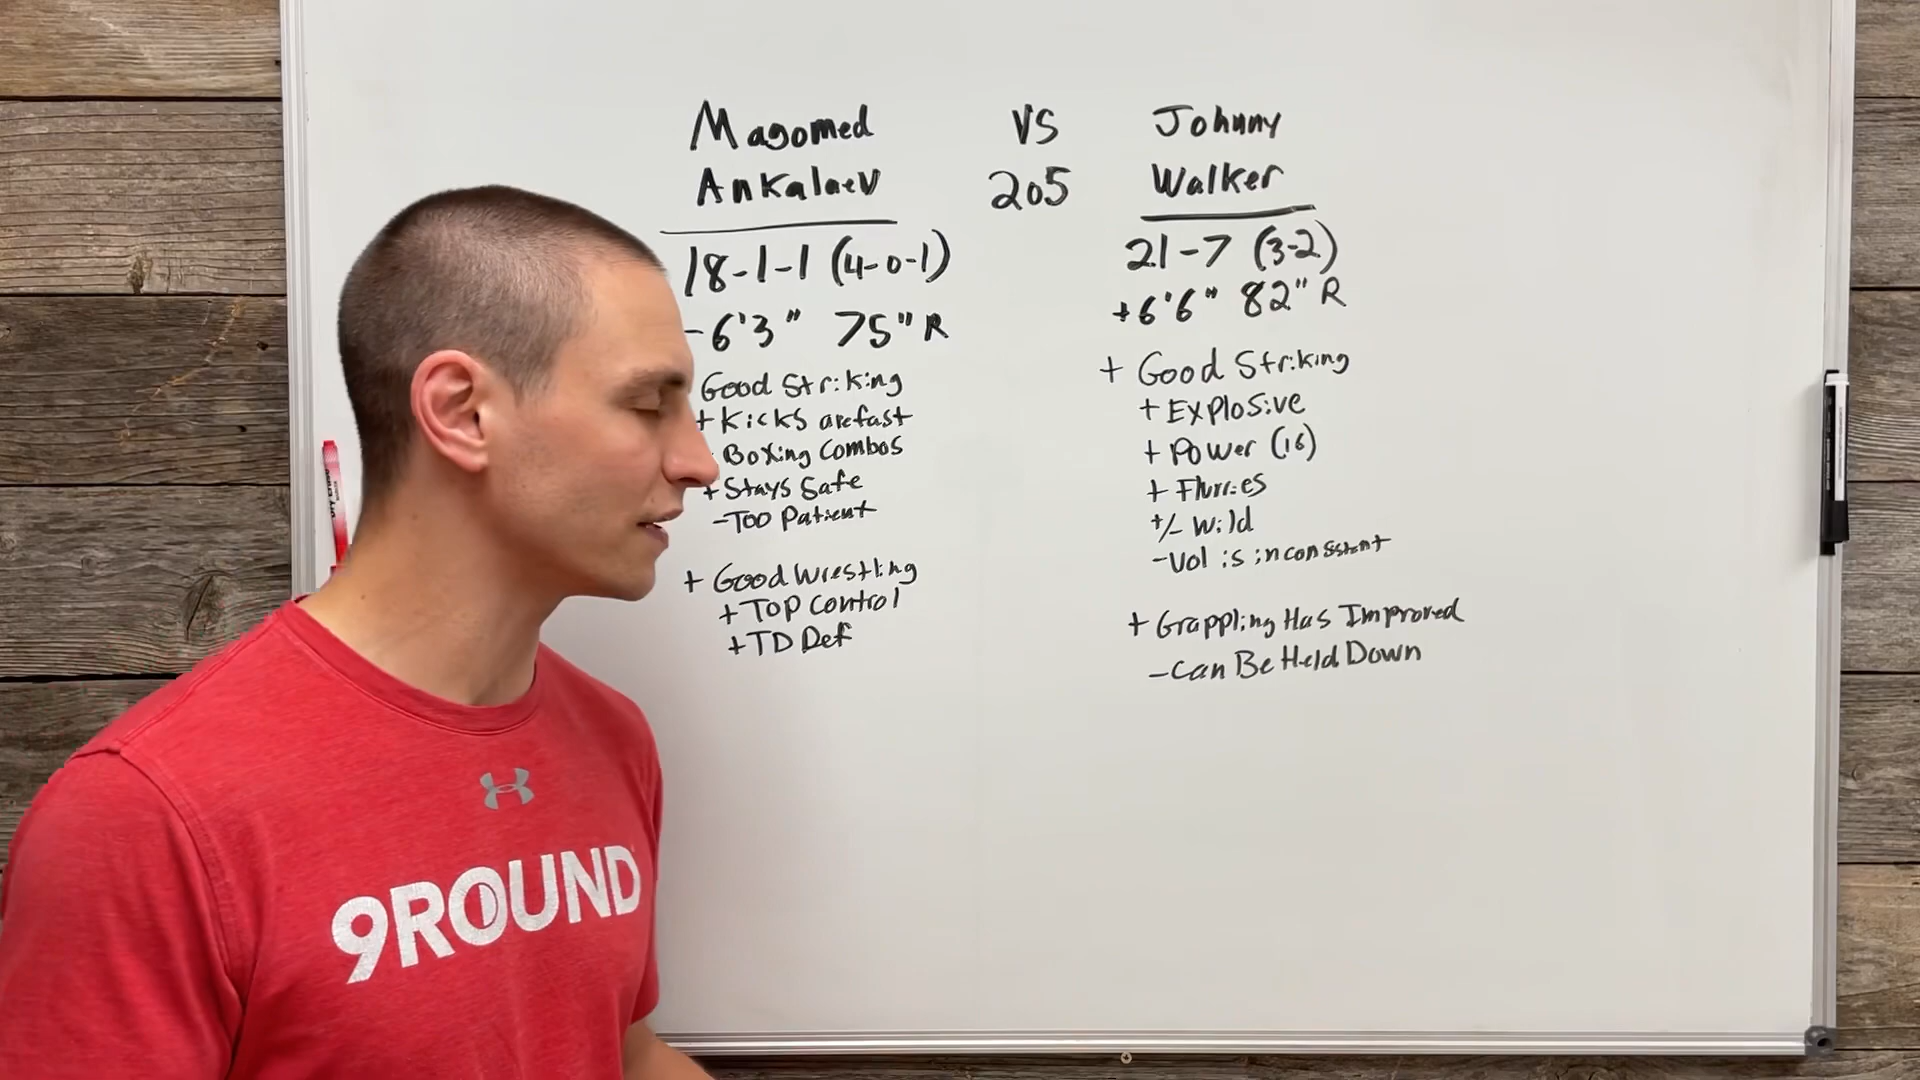 Magomed VS Johnny
Ankalaev 205 Walker
18-1-1 (4-0-1)
21-7 (3-2)
-6'3" 75" R
+6'6" 82" R
Good Striking
+ Kicks are fast
Boxing Combos
+ Stays Safe
- Too Patient
+ Good Wrestling
+ Top Control
+ TD Def
+ Good Striking
+ Explosive
+ Power (16)
+ Flurries
+/- Wild
- Vol is inconsistent
+ Grappling Has Improved
- Can Be Held Down
9ROUND